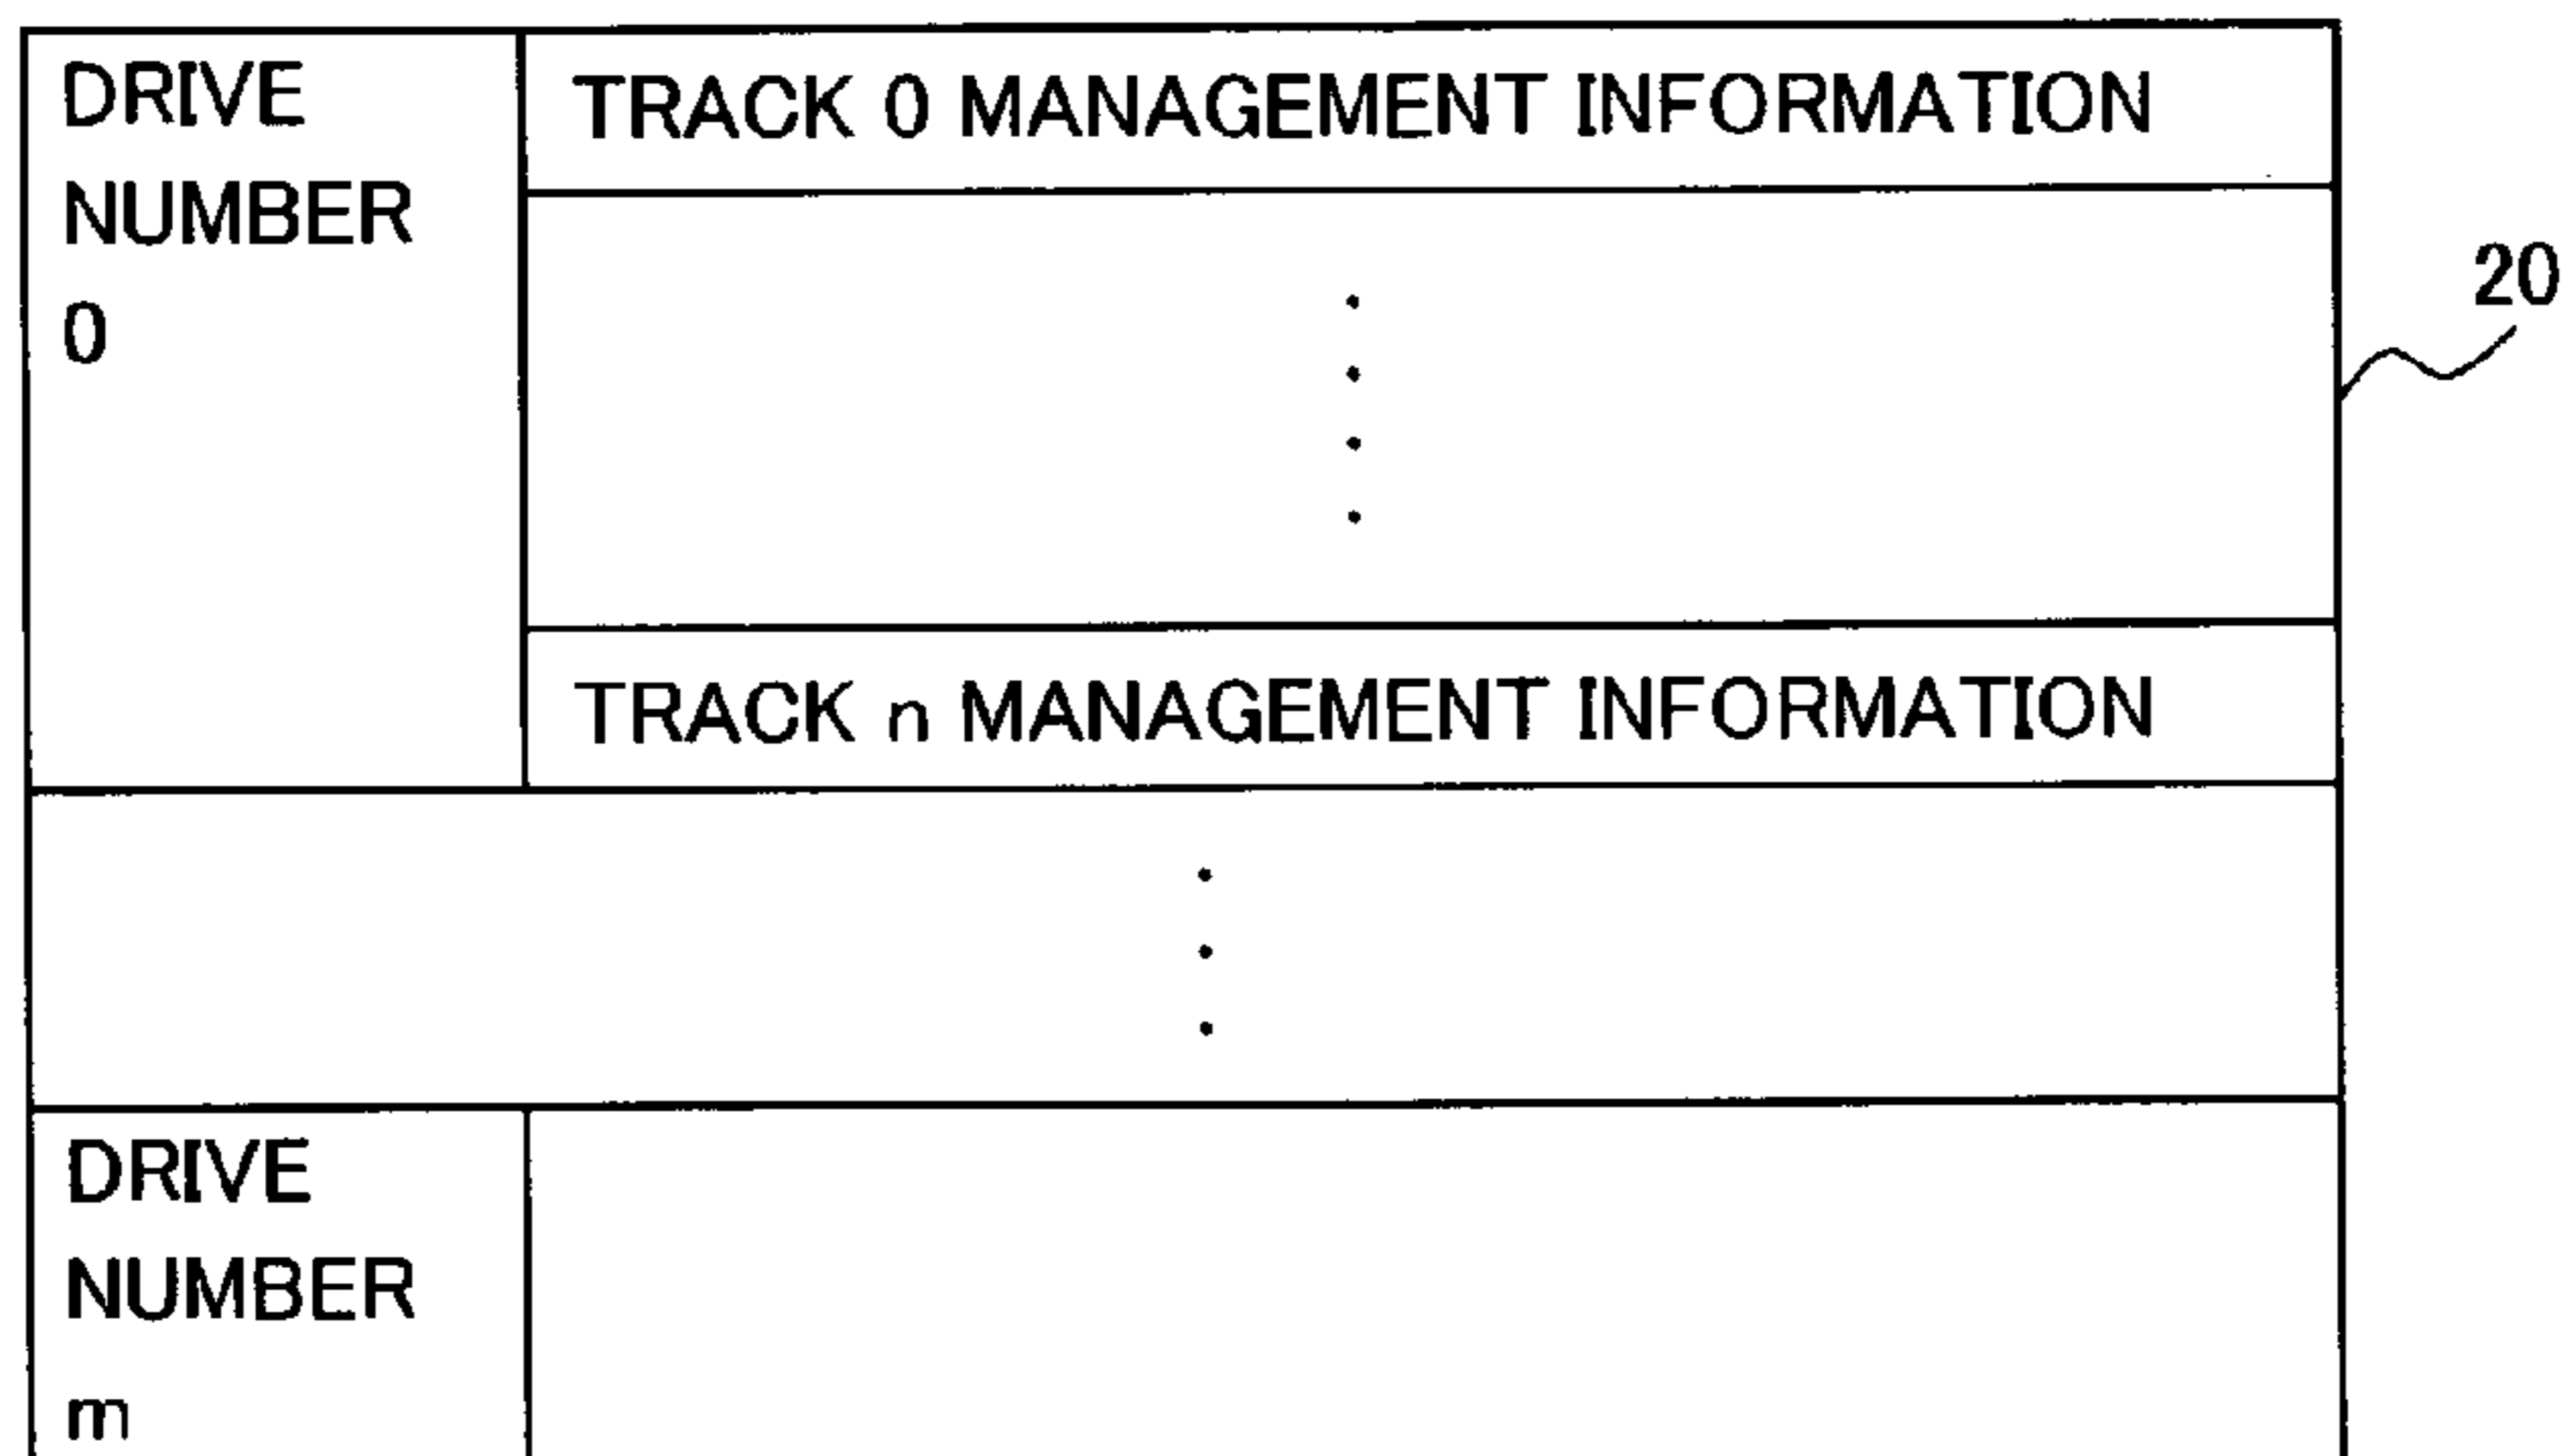 DRIVE
NUMBER
0
TRACK 0 MANAGEMENT INFORMATION
20
TRACK n MANAGEMENT INFORMATION
DRIVE
NUMBER
m